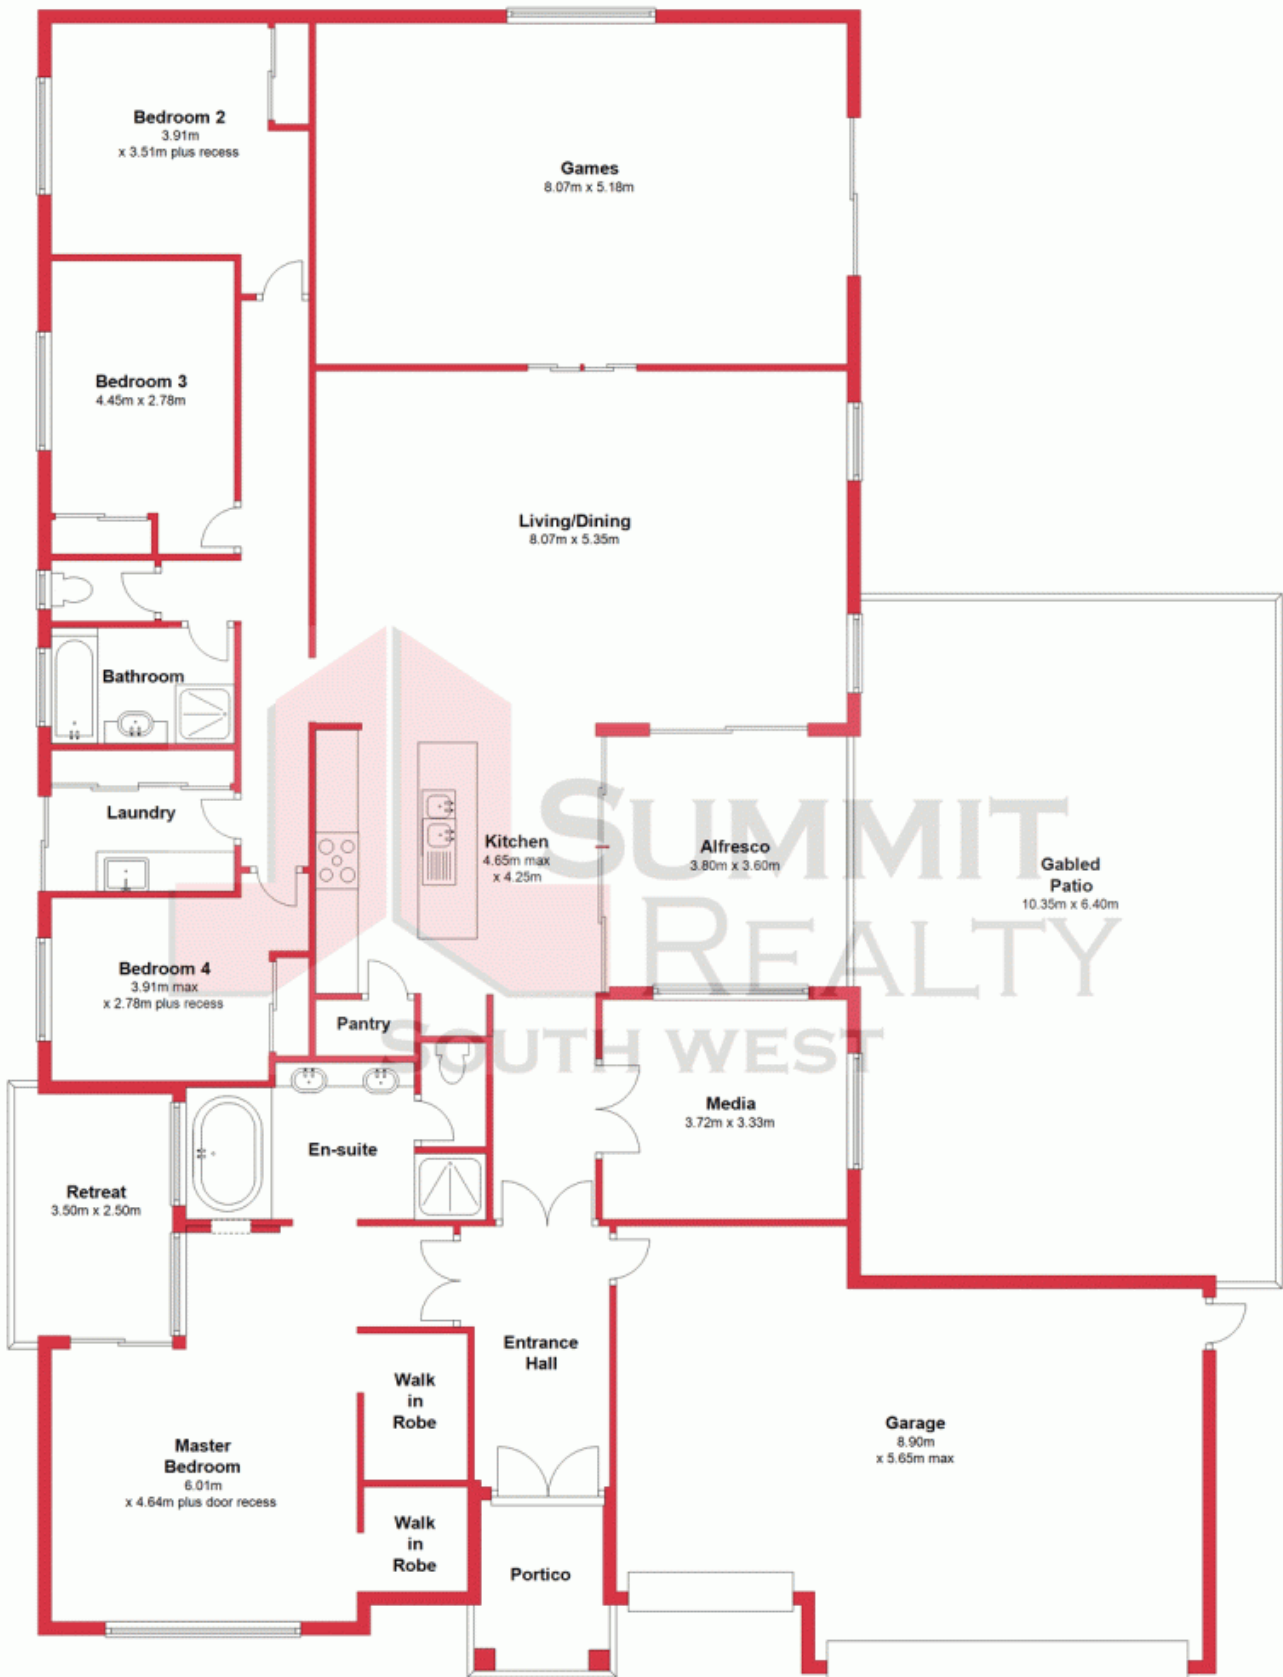 Bedroom 2
3.91m
x 3.51m plus recess
Games
8.07m x 5.18m
Bedroom 3
4.45m x 2.78m
Living/Dining
8.07m x 5.35m
Bathroom
Laundry
Kitchen
4.65m max
x 4.25m
Alfresco
3.80m x 3.60m
Gabled
Patio
10.35m x 6.40m
SUMMIT
REALTY
SOUTH WEST
Bedroom 4
3.91m max
x 2.78m plus recess
Pantry
Media
3.72m x 3.33m
En-suite
Retreat
3.50m x 2.50m
Entrance
Hall
Walk
in
Robe
Master
Bedroom
6.01m
x 4.64m plus door recess
Garage
8.90m
x 5.65m max
Walk
in
Robe
Portico